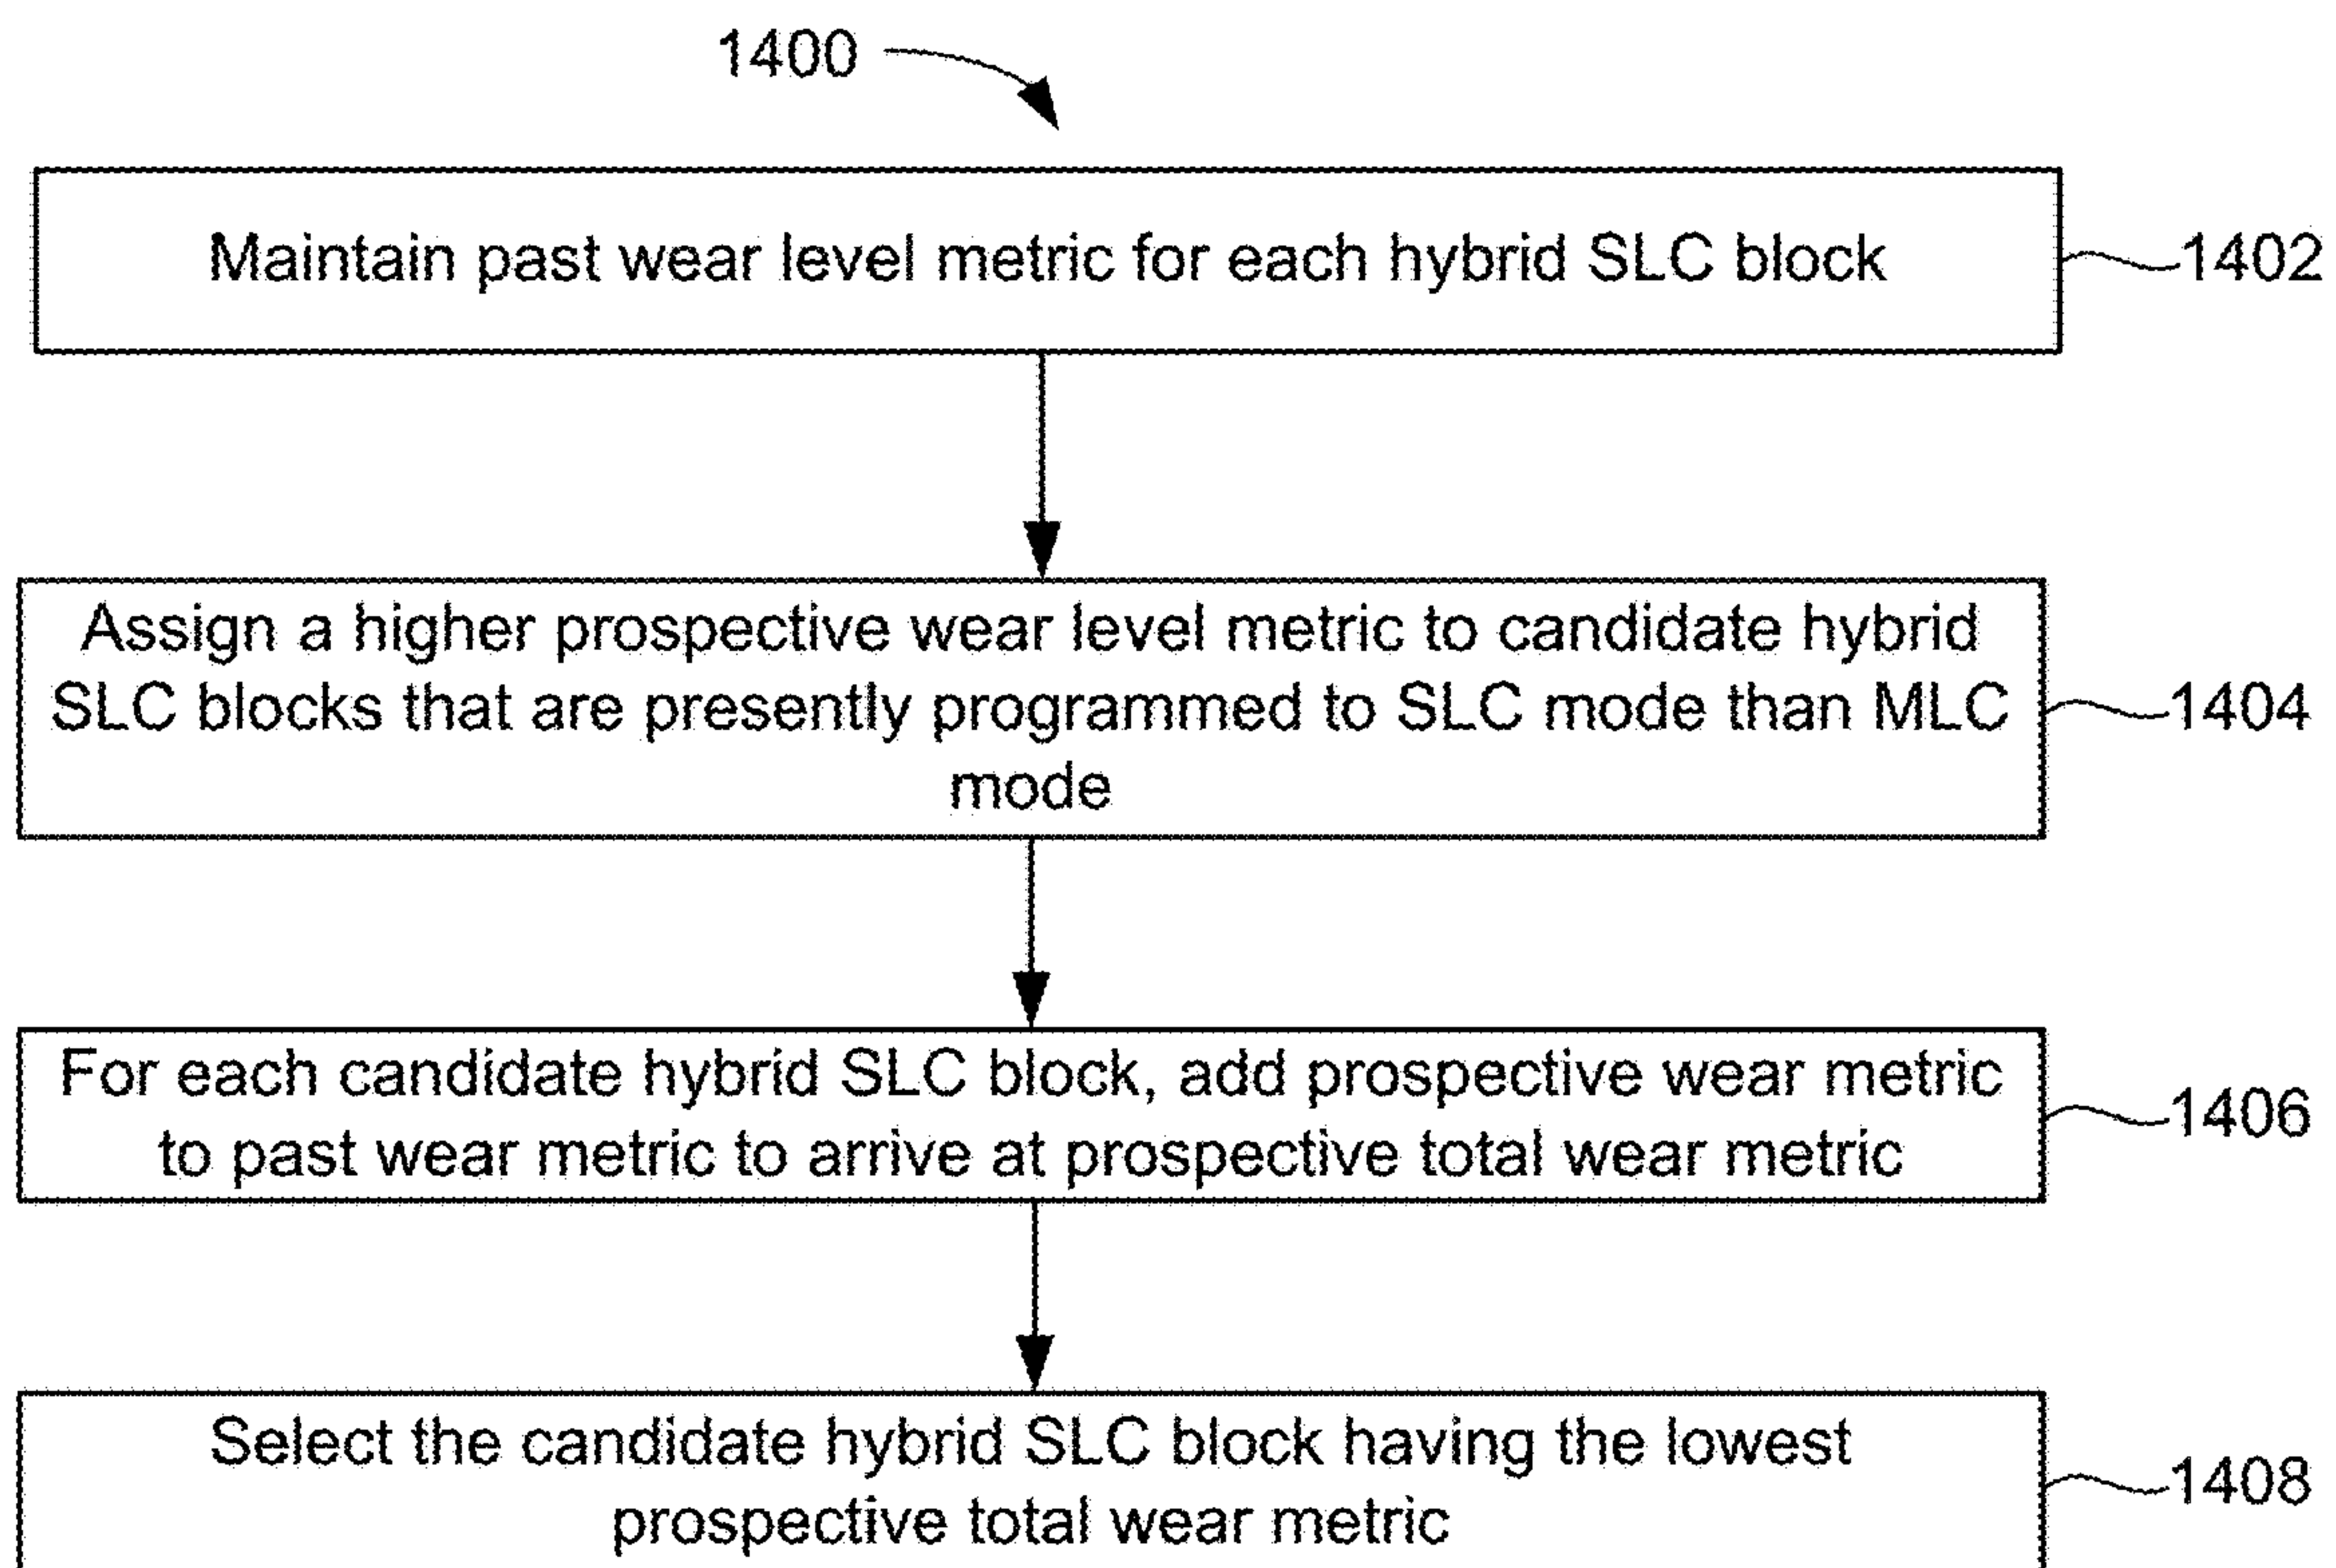 1400
Maintain past wear level metric for each hybrid SLC block
1402
Assign a higher prospective wear level metric to candidate hybrid
SLC blocks that are presently programmed to SLC mode than MLC
mode
1404
For each candidate hybrid SLC block, add prospective wear metric
to past wear metric to arrive at prospective total wear metric
1406
Select the candidate hybrid SLC block having the lowest
prospective total wear metric
1408